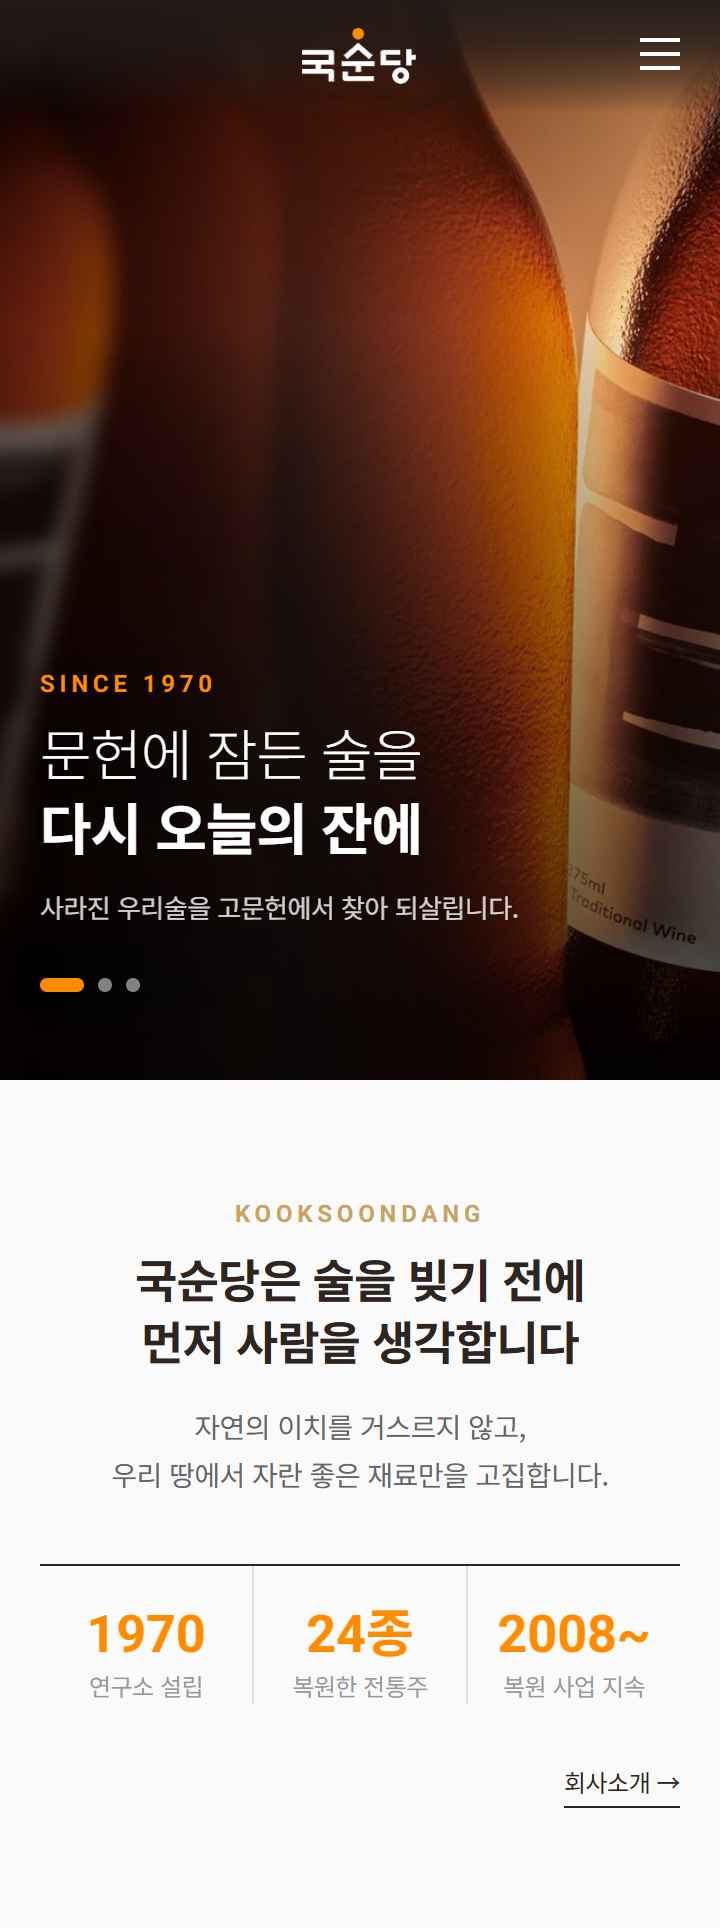 국순당
SINCE 1970
문헌에 잠든 술을
다시 오늘의 잔에
사라진 우리술을 고문헌에서 찾아 되살립니다.
375ml
Traditional Wine
KOOKSOONDANG
국순당은 술을 빚기 전에
먼저 사람을 생각합니다
자연의 이치를 거스르지 않고,
우리 땅에서 자란 좋은 재료만을 고집합니다.
1970
연구소 설립
24종
복원한 전통주
2008~
복원 사업 지속
회사소개 →